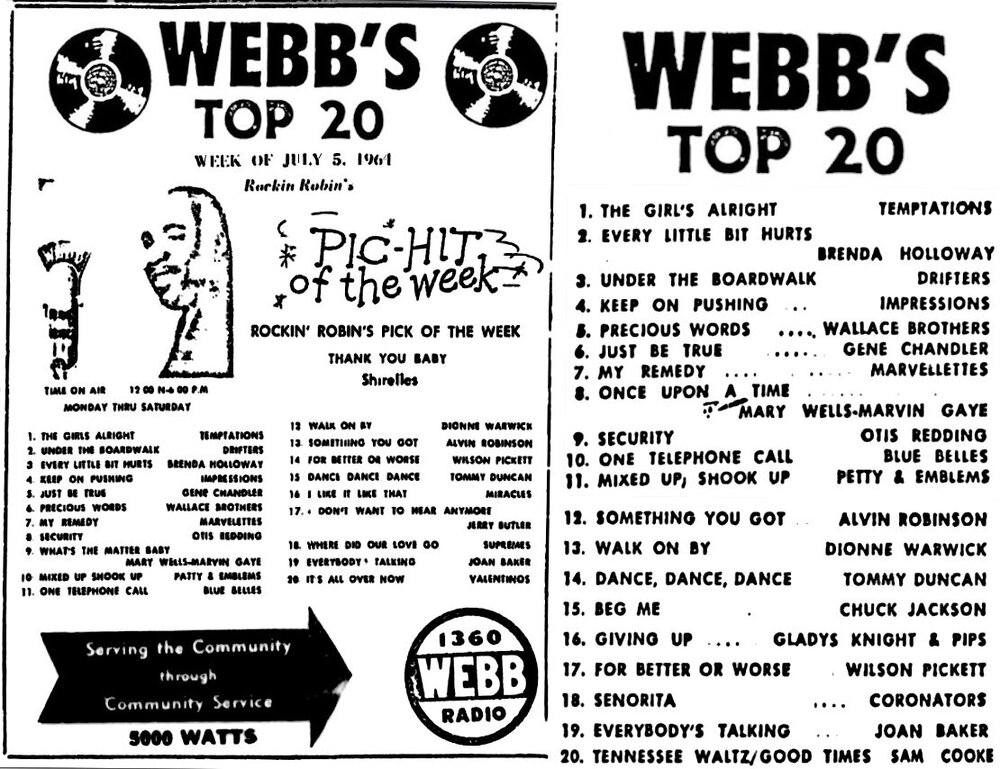 WEBB'S
TOP 20
WEEK OF JULY 5, 1964
Rockin Robin's
PIC-HIT
of the week
ROCKIN' ROBIN'S PICK OF THE WEEK
THANK YOU BABY
Shirelles
TIME ON AIR 12 00 N-6 00 P.M
MONDAY THRU SATURDAY
1. THE GIRLS ALRIGHT TEMPTATIONS
2. UNDER THE BOARDWALK DRIFTERS
3 EVERY LITTLE BIT HURTS BRENDA HOLLOWAY
4. KEEP ON PUSHING IMPRESSIONS
5. JUST BE TRUE GENE CHANDLER
6. PRECIOUS WORDS WALLACE BROTHERS
7. MY REMEDY MARVELETTES
8. SECURITY OTIS REDDING
9. WHAT'S THE MATTER BABY
MARY WELLS-MARVIN GAYE
10 MIXED UP SHOOK UP PATTY & EMBLEMS
11. ONE TELEPHONE CALL BLUE BELLES
12 WALK ON BY DIONNE WARWICK
13. SOMETHING YOU GOT ALVIN ROBINSON
14 FOR BETTER OR WORSE WILSON PICKETT
15 DANCE DANCE DANCE TOMMY DUNCAN
16 I LIKE IT LIKE THAT MIRACLES
17. DON'T WANT TO HEAR ANYMORE
JERRY BUTLER
18. WHERE DID OUR LOVE GO SUPREMES
19 EVERYBODY'S TALKING JOAN BAKER
20 IT'S ALL OVER NOW VALENTINOS
Serving the Community
through
Community Service
5000 WATTS
1360
WEBB
RADIO
WEBB'S
TOP 20
1. THE GIRL'S ALRIGHT TEMPTATIONS
2. EVERY LITTLE BIT HURTS
BRENDA HOLLOWAY
3. UNDER THE BOARDWALK DRIFTERS
4. KEEP ON PUSHING ... IMPRESSIONS
5. PRECIOUS WORDS .... WALLACE BROTHERS
6. JUST BE TRUE ...... GENE CHANDLER
7. MY REMEDY .... ..... MARVELLETTES
8. ONCE UPON A TIME
MARY WELLS-MARVIN GAYE
9. SECURITY OTIS REDDING
10. ONE TELEPHONE CALL BLUE BELLES
11. MIXED UP, SHOOK UP PETTY & EMBLEMS
12. SOMETHING YOU GOT ALVIN ROBINSON
13. WALK ON BY DIONNE WARWICK
14. DANCE, DANCE, DANCE TOMMY DUNCAN
15. BEG ME CHUCK JACKSON
16. GIVING UP .... GLADYS KNIGHT & PIPS
17. FOR BETTER OR WORSE WILSON PICKETT
18. SENORITA .... CORONATORS
19. EVERYBODY'S TALKING JOAN BAKER
20. TENNESSEE WALTZ/GOOD TIMES SAM COOKE